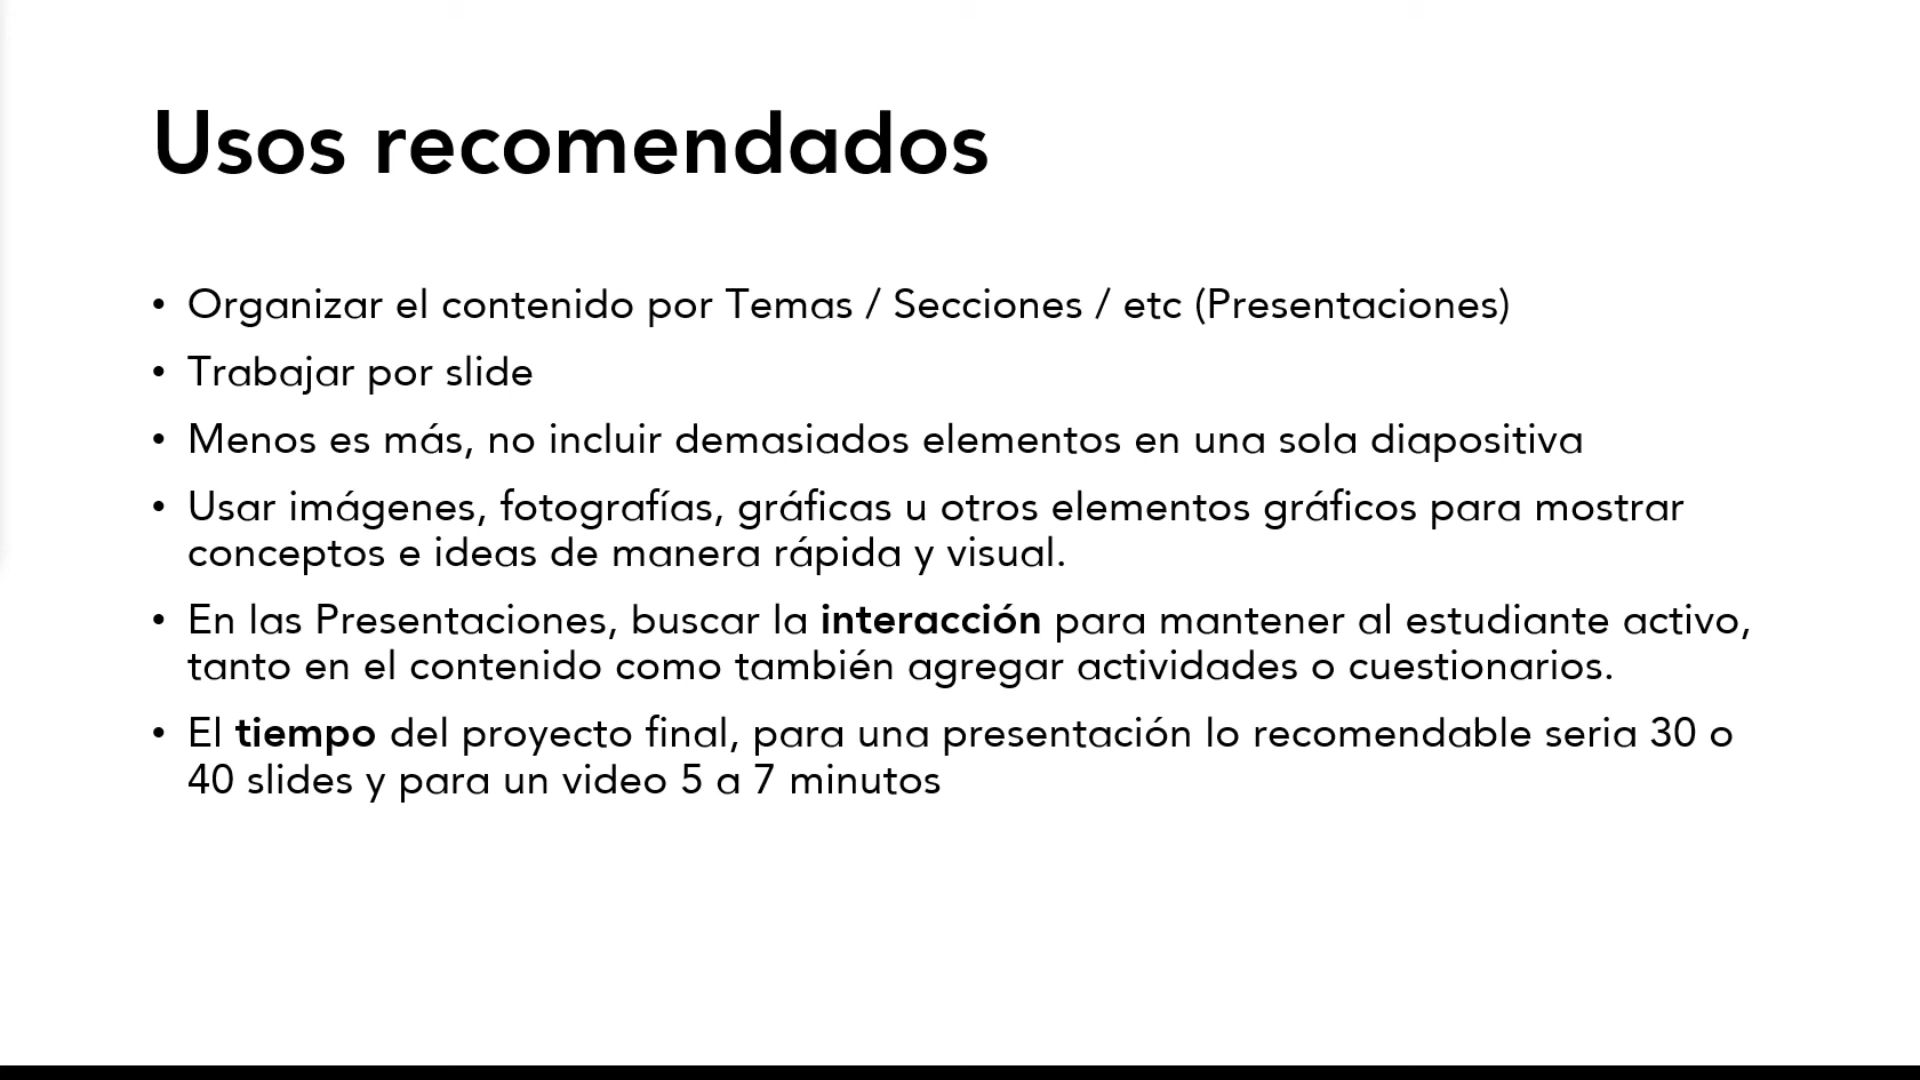 Usos recomendados
• Organizar el contenido por Temas / Secciones / etc (Presentaciones)
• Trabajar por slide
• Menos es más, no incluir demasiados elementos en una sola diapositiva
• Usar imágenes, fotografías, gráficas u otros elementos gráficos para mostrar
conceptos e ideas de manera rápida y visual.
• En las Presentaciones, buscar la interacción para mantener al estudiante activo,
tanto en el contenido como también agregar actividades o cuestionarios.
• El tiempo del proyecto final, para una presentación lo recomendable seria 30 o
40 slides y para un video 5 a 7 minutos